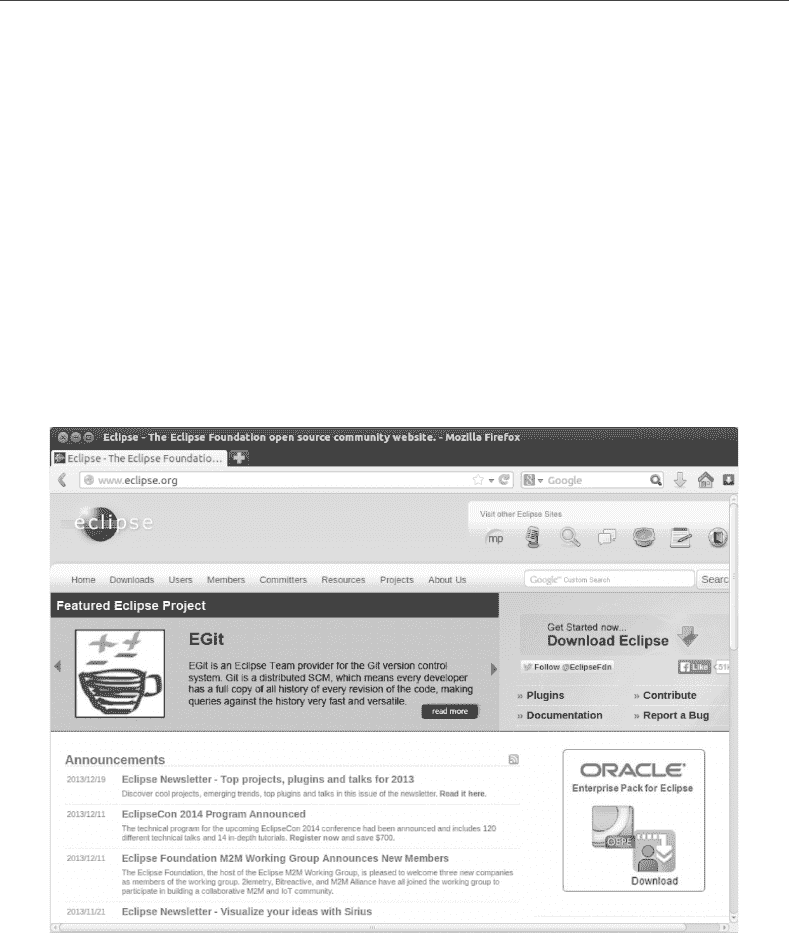 Eclipse - The Eclipse Foundation open source community website. - Mozilla Firefox
Eclipse - The Eclipse Foundatio...
www.eclipse.org
Google
eclipse
Visit other Eclipse Sites
mp
Home Downloads Users Members Committers Resources Projects About Us
Google™ Custom Search
Searc
Featured Eclipse Project
EGit
EGit is an Eclipse Team provider for the Git version control
system. Git is a distributed SCM, which means every developer
has a full copy of all history of every revision of the code, making
queries against the history very fast and versatile.
read more
Get Started now...
Download Eclipse
Follow @EclipseFdn
Like
» Plugins
» Contribute
» Documentation
» Report a Bug
Announcements
2013/12/19 Eclipse Newsletter - Top projects, plugins and talks for 2013
Discover cool projects, emerging trends, top plugins and talks in this issue of the newsletter. Read it here.
2013/12/11 EclipseCon 2014 Program Announced
The technical program for the upcoming EclipseCon 2014 conference had been announced and includes 120
different technical talks and 14 in-depth tutorials. Register now and save $700.
2013/12/11 Eclipse Foundation M2M Working Group Announces New Members
The Eclipse Foundation, the host of the Eclipse M2M Working Group, is pleased to welcome three new companies
as members of the working group. 2lemetry, Bitreactive, and M2M Alliance have all joined the working group to
participate in building a collaborative M2M and IoT community.
2013/11/21 Eclipse Newsletter - Visualize your ideas with Sirius
ORACLE
Enterprise Pack for Eclipse
OEPE
Download